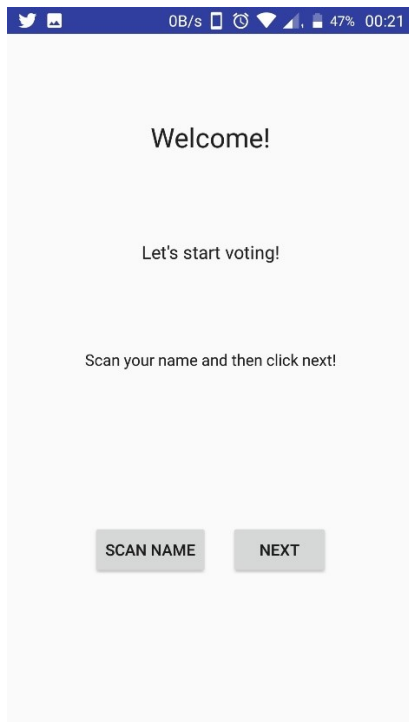 0B/s 47% 00:21
Welcome!
Let's start voting!
Scan your name and then click next!
SCAN NAME NEXT